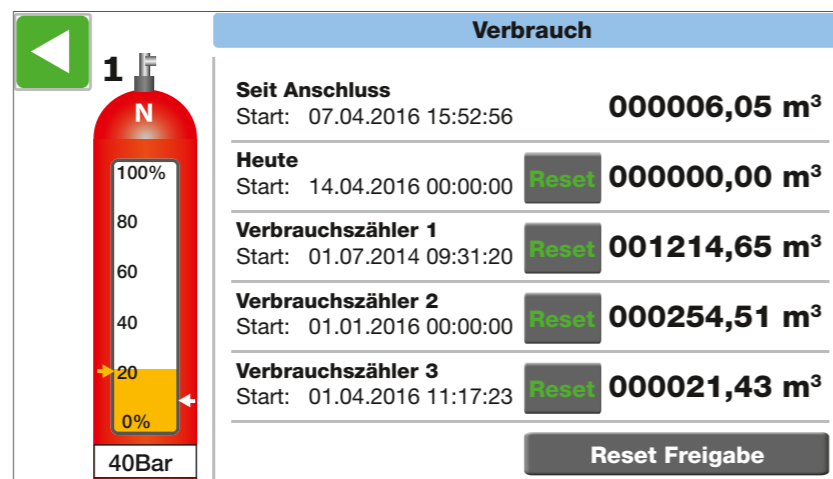 Verbrauch
1
N
100%
80
60
40
20
0%
40Bar
Seit Anschluss
Start: 07.04.2016 15:52:56
000006,05 m³
Heute
Start: 14.04.2016 00:00:00
Reset
000000,00 m³
Verbrauchszähler 1
Start: 01.07.2014 09:31:20
Reset
001214,65 m³
Verbrauchszähler 2
Start: 01.01.2016 00:00:00
Reset
000254,51 m³
Verbrauchszähler 3
Start: 01.04.2016 11:17:23
Reset
000021,43 m³
Reset Freigabe